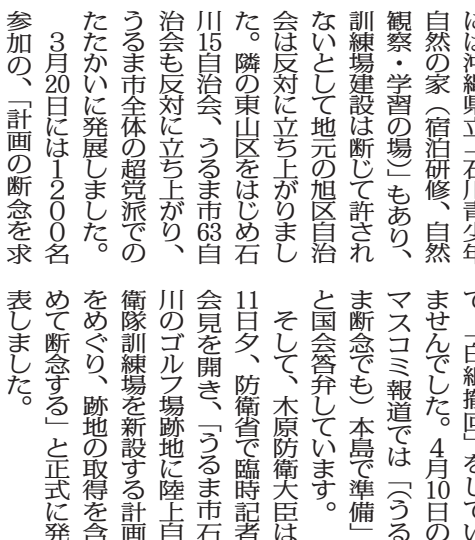 には沖縄県立「石川青少年
自然の家（宿泊研修、自然
観察・学習の場）」もあり、
訓練場建設は断じて許され
ないとして地元の旭区自治
会は反対に立ち上がりまし
た。隣の東山区をはじめ石
川15自治会、うるま市63自
治会も反対に立ち上がり、
うるま市全体の超党派での
たたかいに発展しました。
３月20日には１２００名
参加の、「計画の断念を求
「白紙撤回」をしてい
ませんでした。４月10日の
マスコミ報道では「（うる
ま断念でも）本島で準備」
と国会答弁しています。
そして、木原防衛大臣は
11日夕、防衛省で臨時記者
会見を開き、「うるま市石
川のゴルフ場跡地に陸上自
衛隊訓練場を新設する計画
をめぐり、跡地の取得を含
めて断念する」と正式に発
表しました。